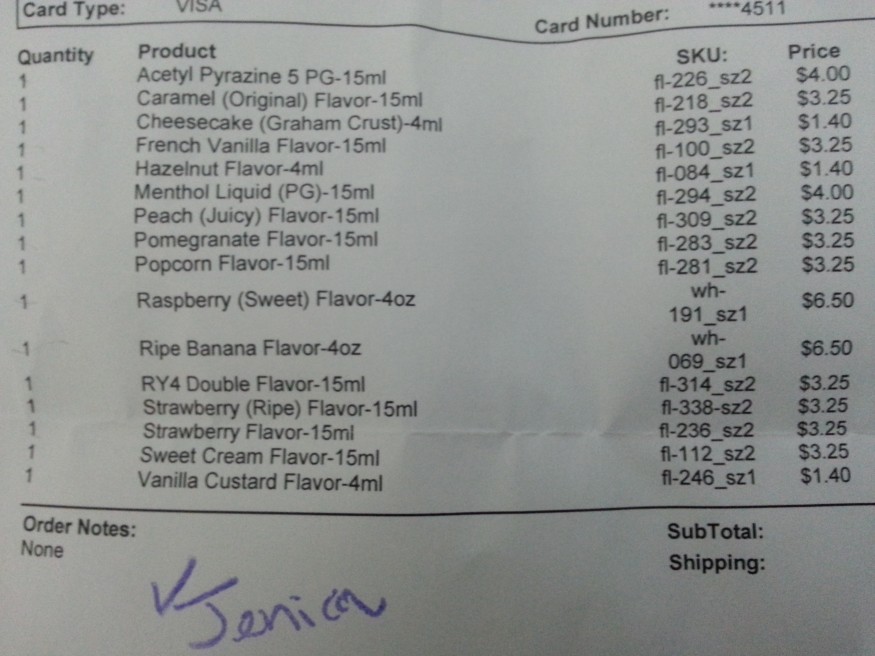 Card Type: VISA Card Number: ****4511
Quantity Product SKU: Price
1 Acetyl Pyrazine 5 PG-15ml fl-226_sz2 $4.00
1 Caramel (Original) Flavor-15ml fl-218_sz2 $3.25
1 Cheesecake (Graham Crust)-4ml fl-293_sz1 $1.40
1 French Vanilla Flavor-15ml fl-100_sz2 $3.25
1 Hazelnut Flavor-4ml fl-084_sz1 $1.40
1 Menthol Liquid (PG)-15ml fl-294_sz2 $4.00
1 Peach (Juicy) Flavor-15ml fl-309_sz2 $3.25
1 Pomegranate Flavor-15ml fl-283_sz2 $3.25
1 Popcorn Flavor-15ml fl-281_sz2 $3.25
wh-
1 Raspberry (Sweet) Flavor-4oz $6.50
191_sz1
wh-
1 Ripe Banana Flavor-4oz $6.50
069_sz1
1 RY4 Double Flavor-15ml fl-314_sz2 $3.25
1 Strawberry (Ripe) Flavor-15ml fl-338-sz2 $3.25
1 Strawberry Flavor-15ml fl-236_sz2 $3.25
1 Sweet Cream Flavor-15ml fl-112_sz2 $3.25
1 Vanilla Custard Flavor-4ml fl-246_sz1 $1.40
Order Notes: SubTotal:
None
Shipping:
Jenica